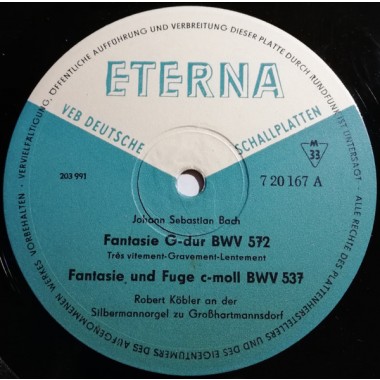 VERVIELFÄLTIGUNG, ÖFFENTLICHE AUFFÜHRUNG UND VERBREITUNG DIESER PLATTE DURCH RUNDFUNK IST UNTERSAGT · ALLE RECHTE DES PLATTENHERSTELLERS UND DES EIGENTÜMERS DES AUFGENOMMENEN WERKES VORBEHALTEN ·
ETERNA
VEB DEUTSCHE SCHALLPLATTEN
M
33
203 991
7 20 167 A
Johann Sebastian Bach
Fantasie G-dur BWV 572
Très vitement-Gravement-Lentement
Fantasie und Fuge c-moll BWV 537
Robert Köbler an der
Silbermannorgel zu Großhartmannsdorf